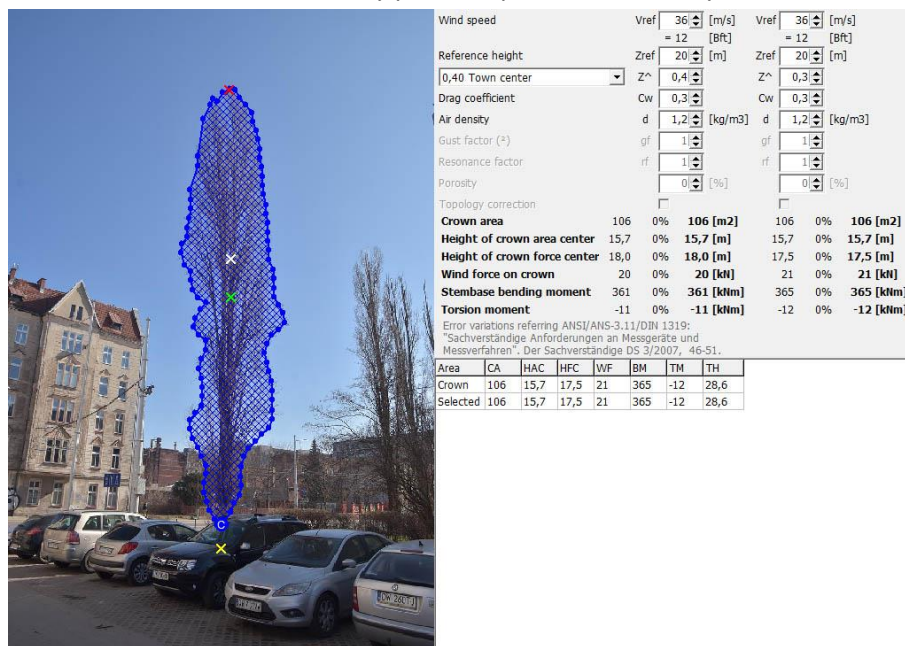 Wind speed Vref 36 [m/s] Vref 36 [m/s]
= 12 [Bft] = 12 [Bft]
Reference height Zref 20 [m] Zref 20 [m]
0,40 Town center Z^ 0,4 Z^ 0,3
Drag coefficient Cw 0,3 Cw 0,3
Air density d 1,2 [kg/m3] d 1,2 [kg/m3]
Gust factor (²) gf 1 gf 1
Resonance factor rf 1 rf 1
Porosity 0 [%] 0 [%]
Topology correction
Crown area 106 0% 106 [m2] 106 0% 106 [m2]
Height of crown area center 15,7 0% 15,7 [m] 15,7 0% 15,7 [m]
Height of crown force center 18,0 0% 18,0 [m] 17,5 0% 17,5 [m]
Wind force on crown 20 0% 20 [kN] 21 0% 21 [kN]
Stembase bending moment 361 0% 361 [kNm] 365 0% 365 [kNm]
Torsion moment -11 0% -11 [kNm] -12 0% -12 [kNm]
Error variations referring ANSI/ANS-3.11/DIN 1319:
"Sachverständige Anforderungen an Messgeräte und
Messverfahren". Der Sachverständige DS 3/2007, 46-51.
Area CA HAC HFC WF BM TM TH
Crown 106 15,7 17,5 21 365 -12 28,6
Selected 106 15,7 17,5 21 365 -12 28,6
C